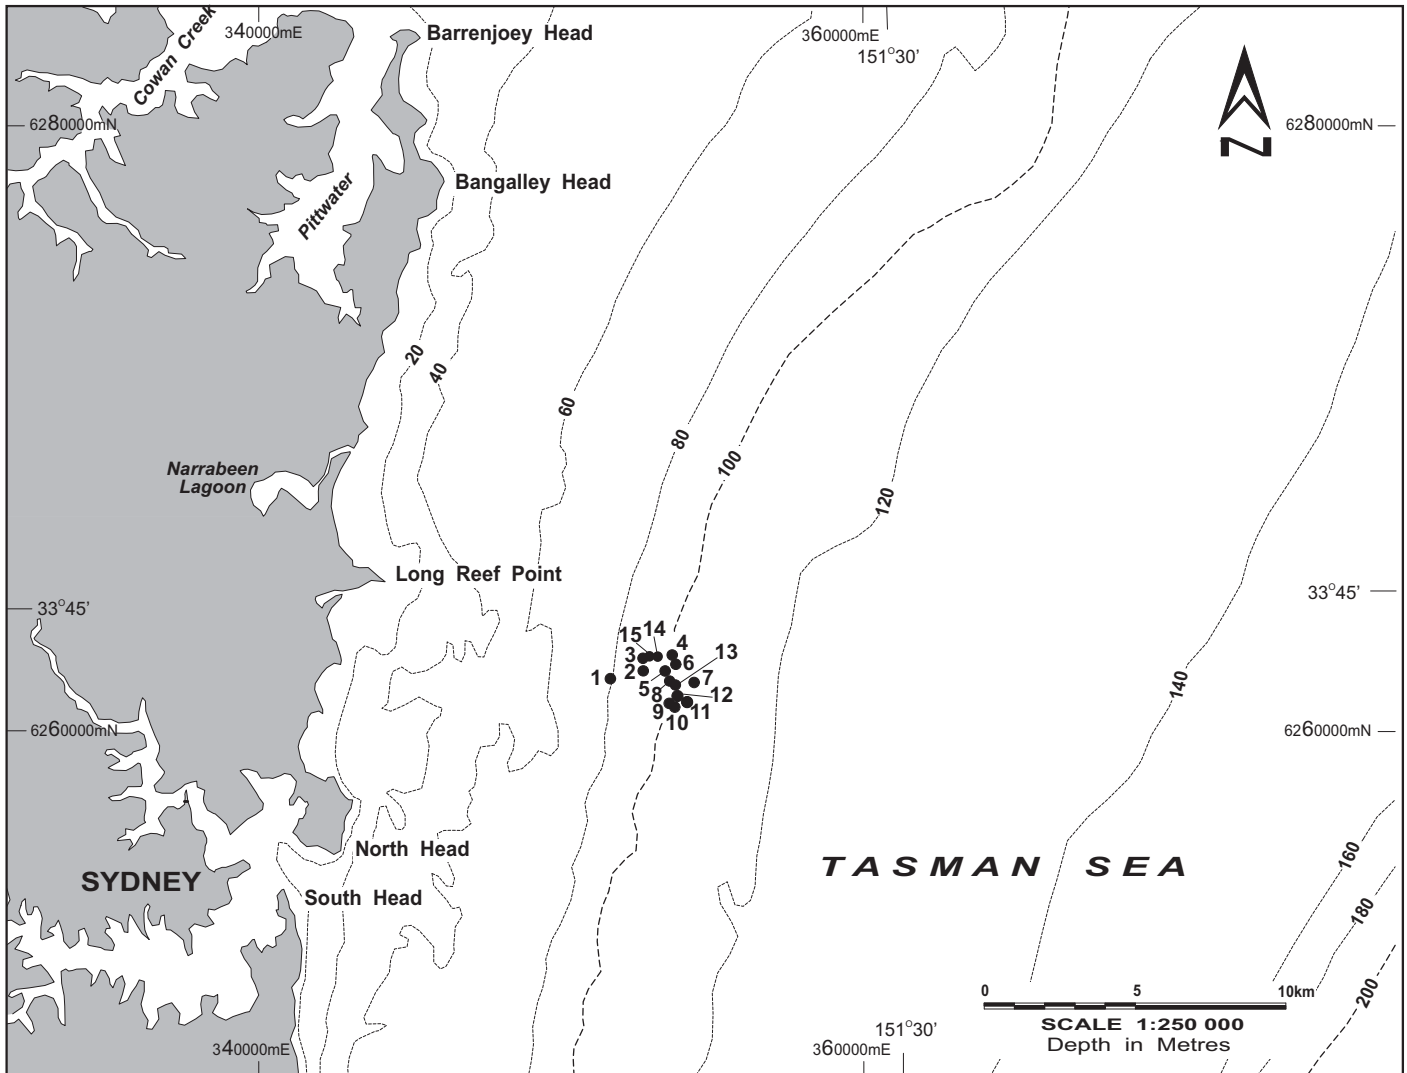 340000mE
360000mE
151°30'
Cowan Creek
Barrenjoey Head
N
6280000mN
6280000mN
Bangalley Head
Pittwater
20
40
60
80
100
120
Narrabeen
Lagoon
Long Reef Point
33°45'
33°45'
15
14
4
3
6
13
1
2
5
7
8
12
9
11
10
140
6260000mN
6260000mN
North Head
160
TASMAN SEA
SYDNEY
South Head
180
200
0 5 10km
SCALE 1:250 000
Depth in Metres
151°30'
340000mE
360000mE